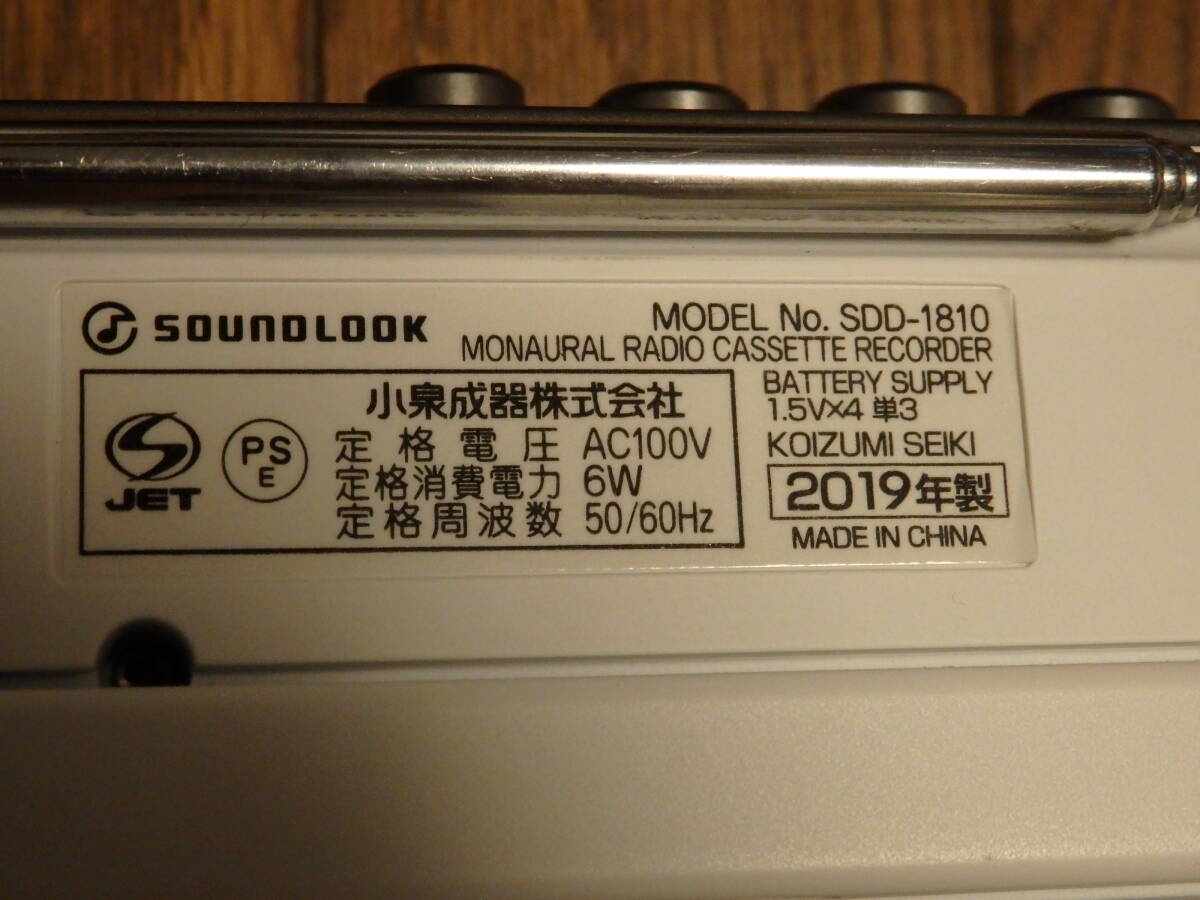 SOUNDLOOK
MODEL No. SDD-1810
MONAURAL RADIO CASSETTE RECORDER
小泉成器株式会社
定格電圧 AC100V
定格消費電力 6W
定格周波数 50/60Hz
JET
PS
E
BATTERY SUPPLY
1.5V×4 単3
KOIZUMI SEIKI
2019年製
MADE IN CHINA